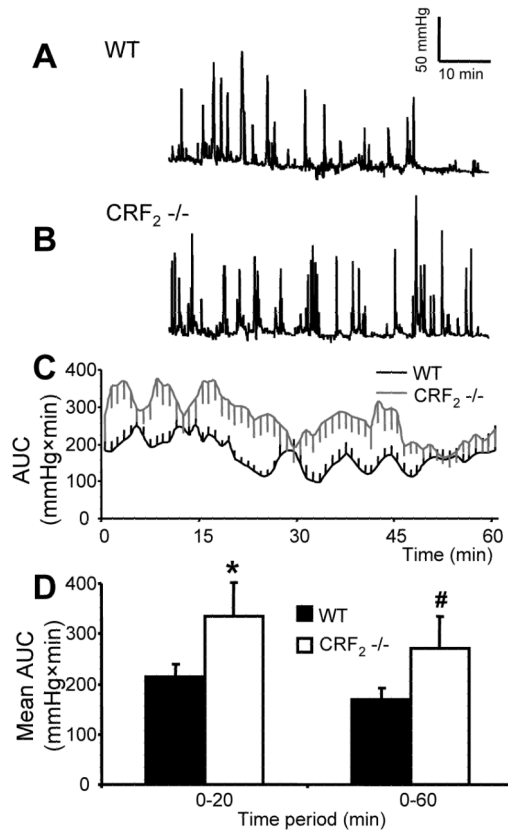 A
WT
50 mmHg
10 min
CRF₂ -/-
B
C
400
300
200
100
0
AUC
(mmHg×min)
WT
CRF₂ -/-
0
15
30
45
60
Time (min)
D
400
300
200
100
0
Mean AUC
(mmHg×min)
*
#
WT
CRF₂ -/-
0-20
0-60
Time period (min)